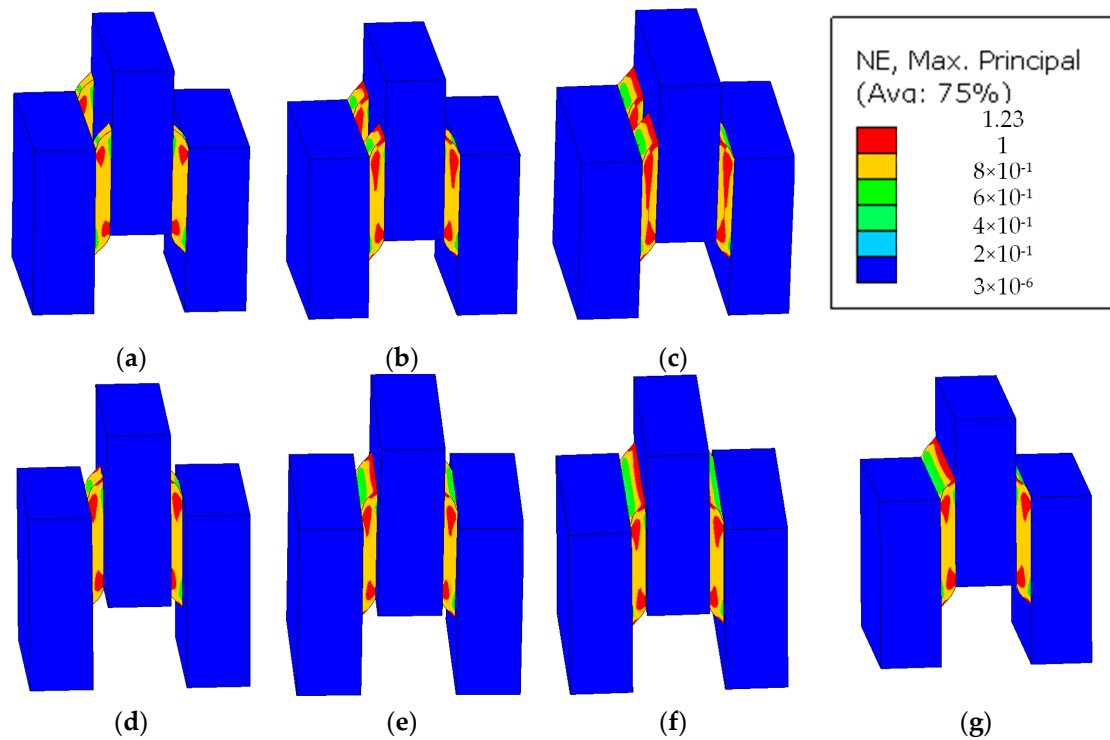 NE, Max. Principal
(Avg: 75%)
1.23
1
8×10⁻¹
6×10⁻¹
4×10⁻¹
2×10⁻¹
3×10⁻⁶
(a)
(b)
(c)
(d)
(e)
(f)
(g)